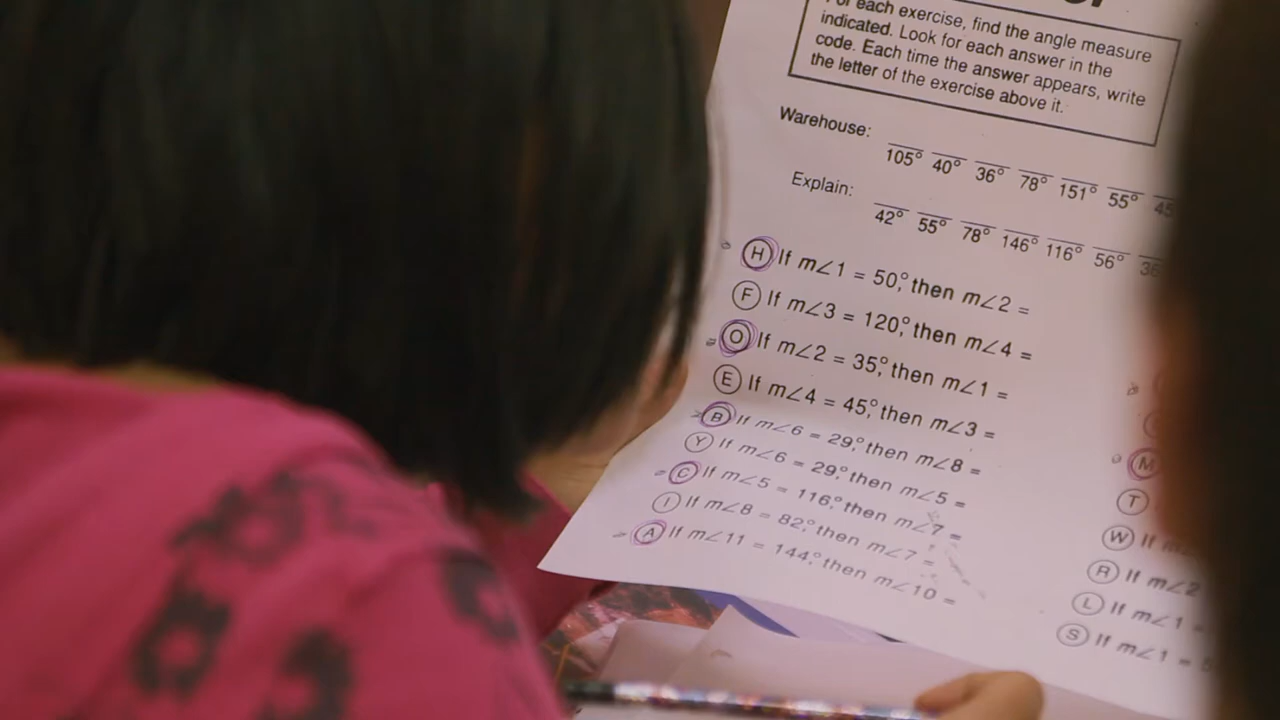 For each exercise, find the angle measure
indicated. Look for each answer in the
code. Each time the answer appears, write
the letter of the exercise above it.
Warehouse:
105° 40° 36° 78° 151° 55° 45
Explain:
42° 55° 78° 146° 116° 56° 36
H If m∠1 = 50°, then m∠2 =
F If m∠3 = 120°, then m∠4 =
O If m∠2 = 35°, then m∠1 =
E If m∠4 = 45°, then m∠3 =
B If m∠6 = 29°, then m∠8 =
Y If m∠6 = 29°, then m∠5 =
C If m∠5 = 116°, then m∠7 =
I If m∠8 = 82°, then m∠7 =
A If m∠11 = 144°, then m∠10 =
M
T
W If
R If m∠2
L If m∠1 =
S If m∠1 =